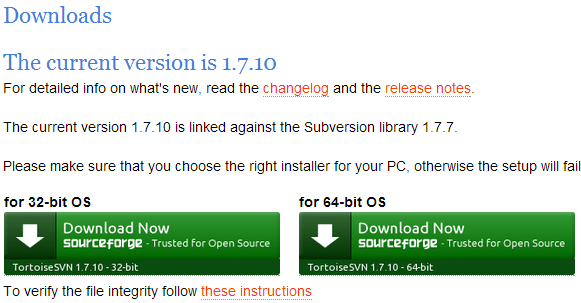 Downloads
The current version is 1.7.10
For detailed info on what's new, read the changelog and the release notes.
The current version 1.7.10 is linked against the Subversion library 1.7.7.
Please make sure that you choose the right installer for your PC, otherwise the setup will fail
for 32-bit OS
Download Now
sourceforge - Trusted for Open Source
TortoiseSVN 1.7.10 - 32-bit
for 64-bit OS
Download Now
sourceforge - Trusted for Open Source
TortoiseSVN 1.7.10 - 64-bit
To verify the file integrity follow these instructions